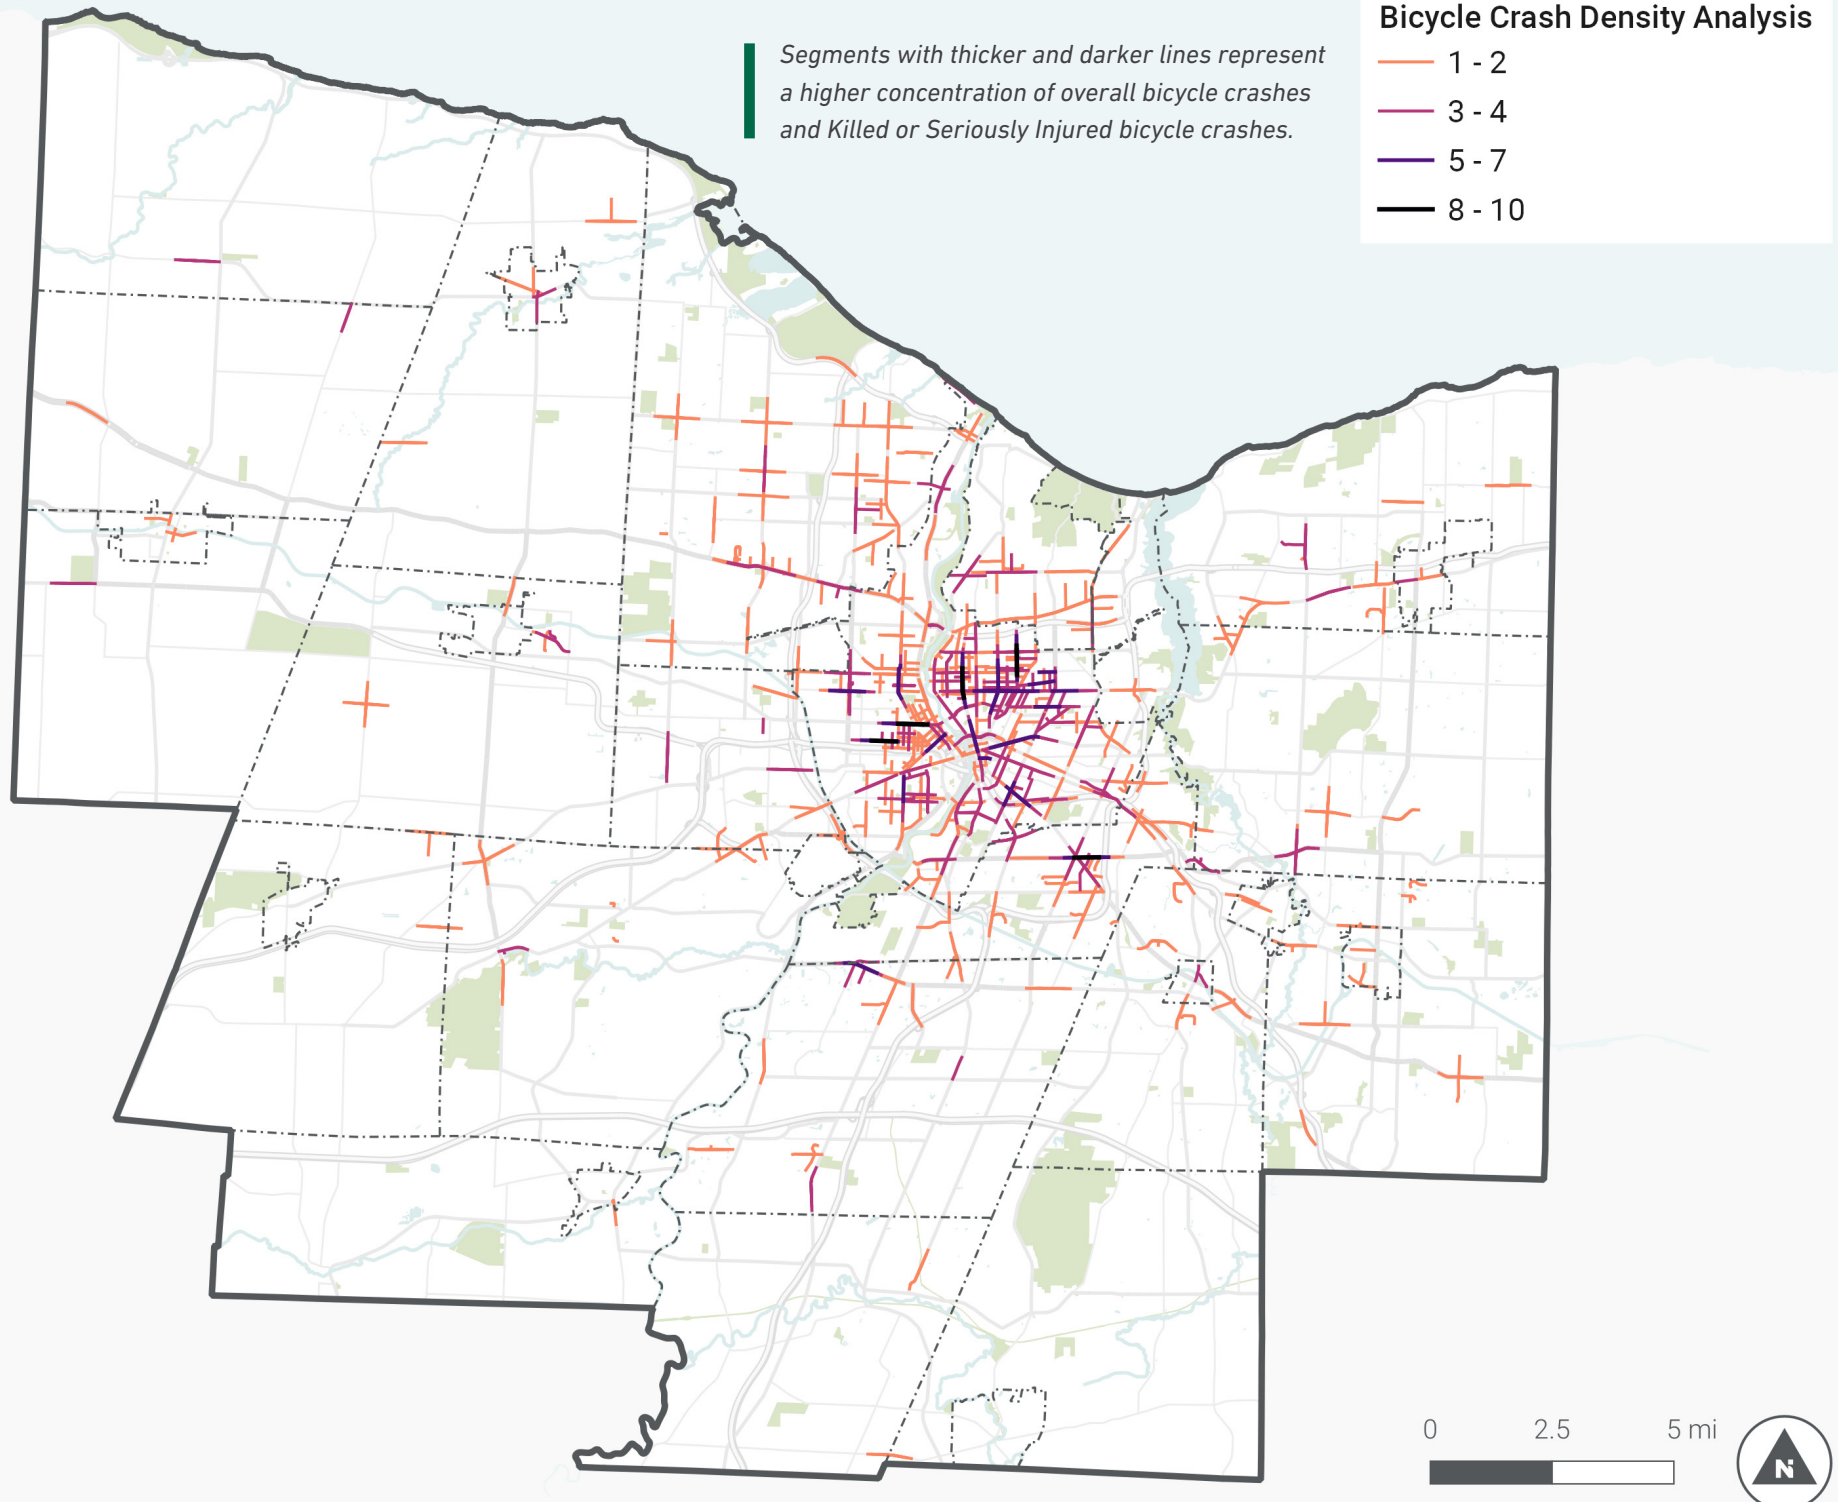 Bicycle Crash Density Analysis
1 - 2
3 - 4
5 - 7
8 - 10
Segments with thicker and darker lines represent
a higher concentration of overall bicycle crashes
and Killed or Seriously Injured bicycle crashes.
0 2.5 5 mi
N